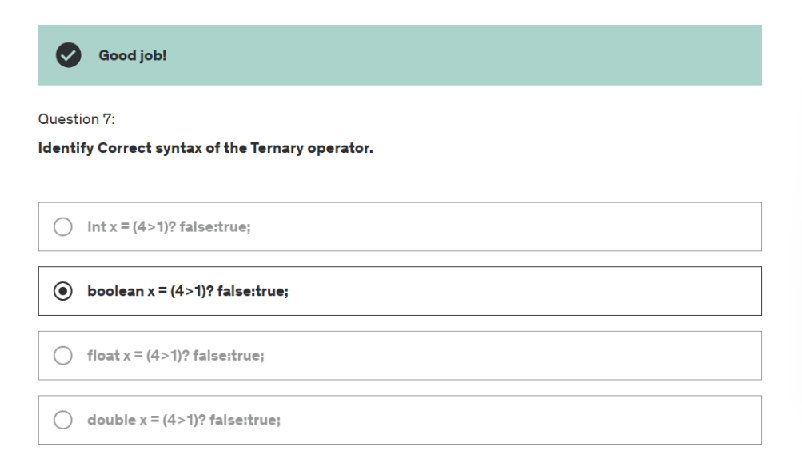 Good job!
Question 7:
Identify Correct syntax of the Ternary operator.
int x = (4>1)? false:true;
boolean x = (4>1)? false:true;
float x = (4>1)? false:true;
double x = (4>1)? false:true;